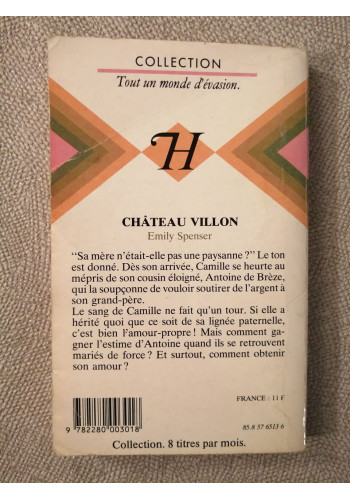 COLLECTION
Tout un monde d'évasion.
H
CHÂTEAU VILLON
Emily Spenser
"Sa mère n'était-elle pas une paysanne ?" Le ton
est donné. Dès son arrivée, Camille se heurte au
mépris de son cousin éloigné, Antoine de Brèze,
qui la soupçonne de vouloir soutirer de l'argent à
son grand-père.
Le sang de Camille ne fait qu'un tour. Si elle a
hérité quoi que ce soit de sa lignée paternelle,
c'est bien l'amour-propre ! Mais comment ga-
gner l'estime d'Antoine quand ils se retrouvent
mariés de force ? Et surtout, comment obtenir
son amour ?
FRANCE : 11 F
9 782280 003018
85.8 57 6513 6
Collection. 8 titres par mois.